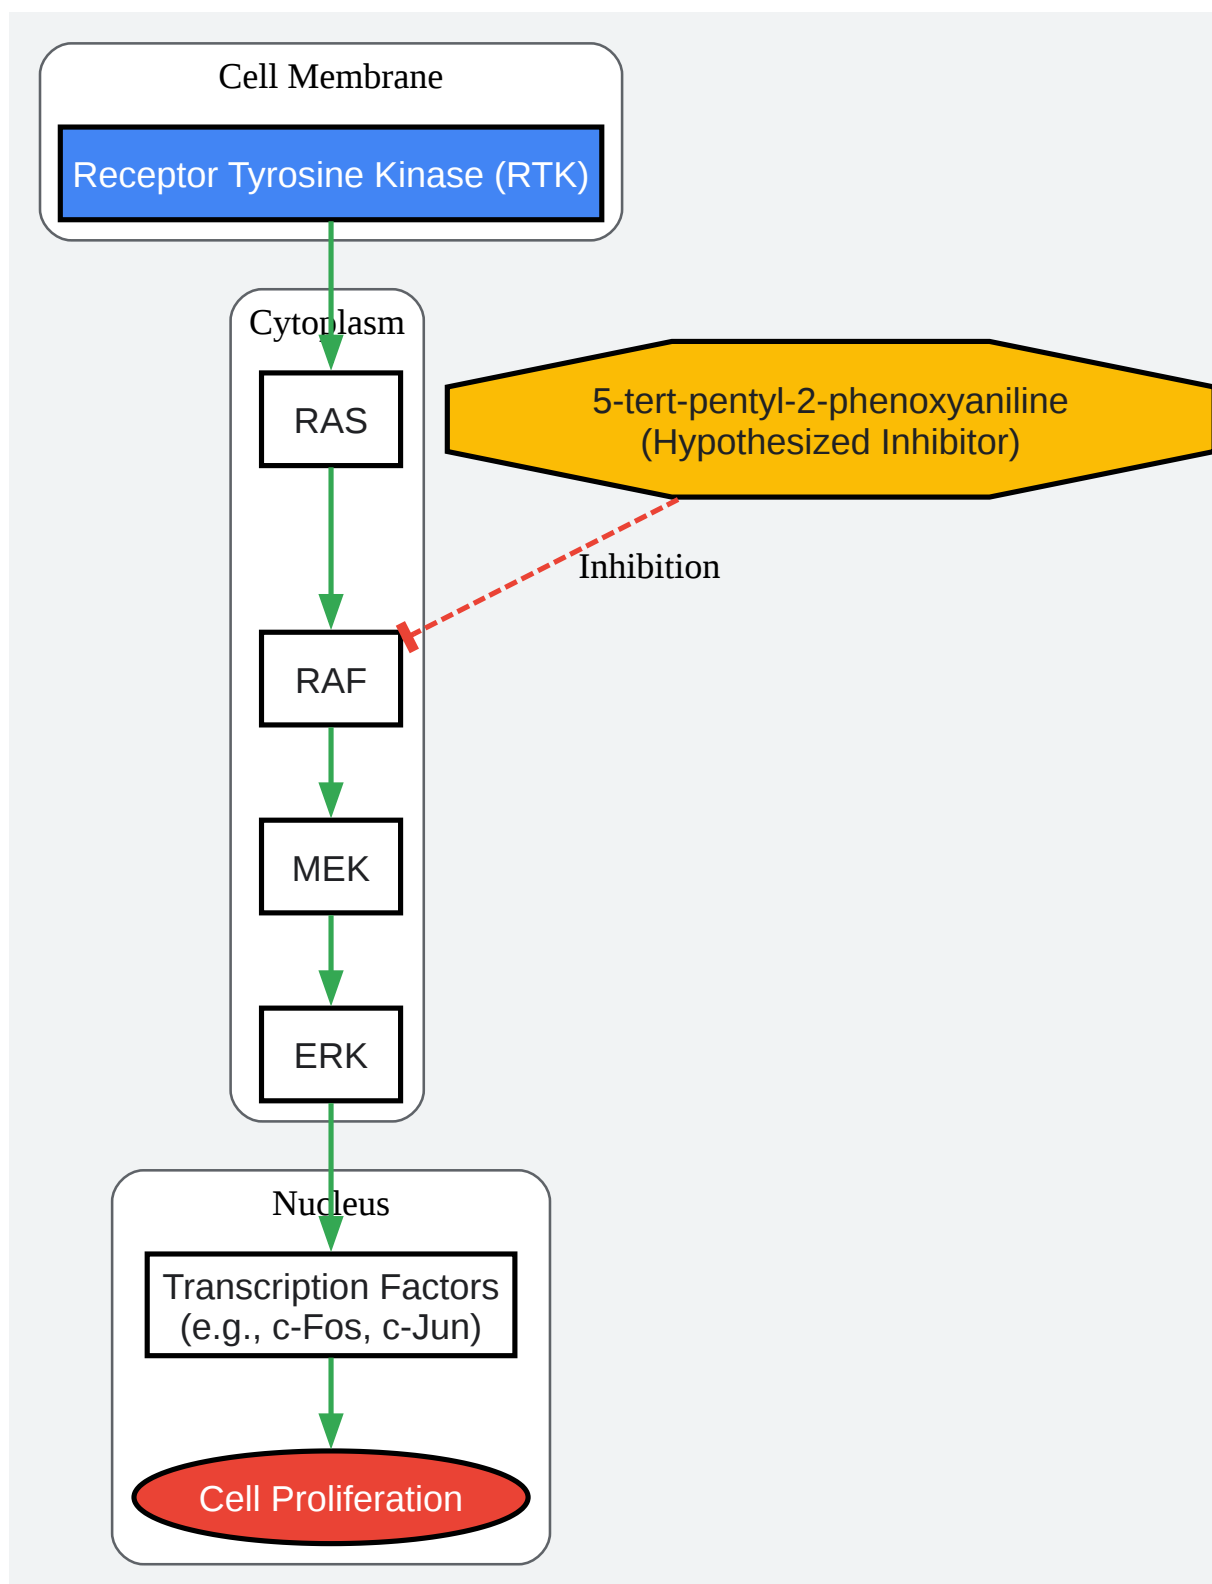 Cell Membrane
Receptor Tyrosine Kinase (RTK)
Cytoplasm
RAS
5-tert-pentyl-2-phenoxyaniline
(Hypothesized Inhibitor)
Inhibition
RAF
MEK
ERK
Nucleus
Transcription Factors
(e.g., c-Fos, c-Jun)
Cell Proliferation